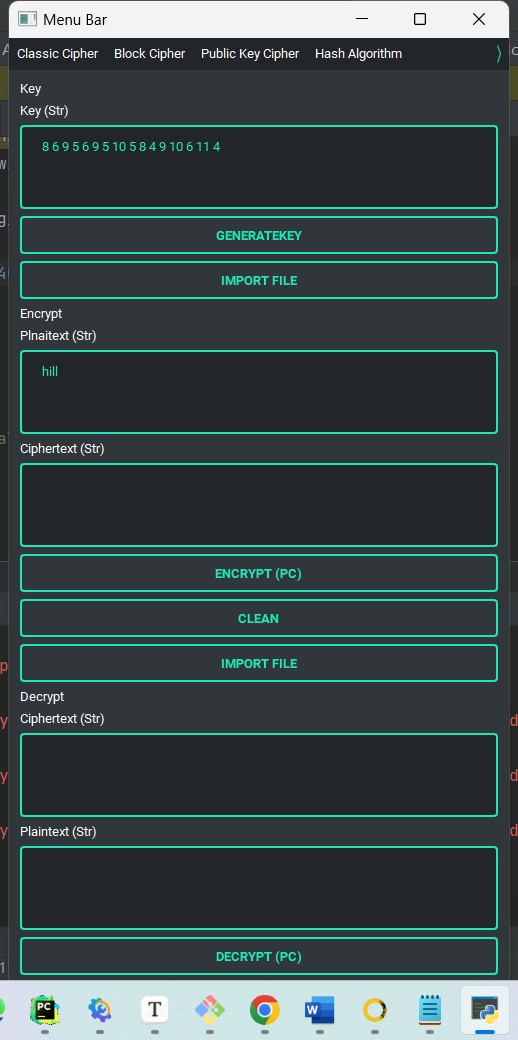 Menu Bar
Classic Cipher Block Cipher Public Key Cipher Hash Algorithm
Key
Key (Str)
8 6 9 5 6 9 5 10 5 8 4 9 10 6 11 4
GENERATEKEY
IMPORT FILE
Encrypt
Plnaitext (Str)
hill
Ciphertext (Str)
ENCRYPT (PC)
CLEAN
IMPORT FILE
Decrypt
Ciphertext (Str)
Plaintext (Str)
DECRYPT (PC)
PC
T
W